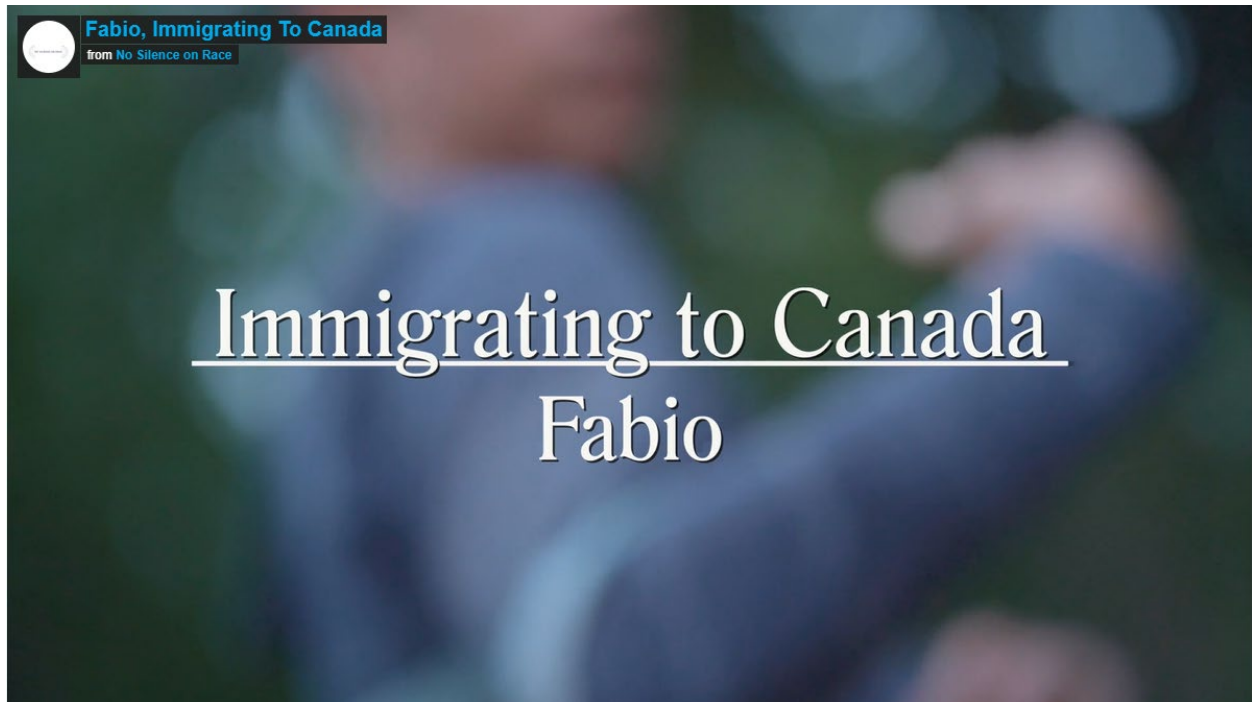 Fabio, Immigrating To Canada
from No Silence on Race
Immigrating to Canada
Fabio